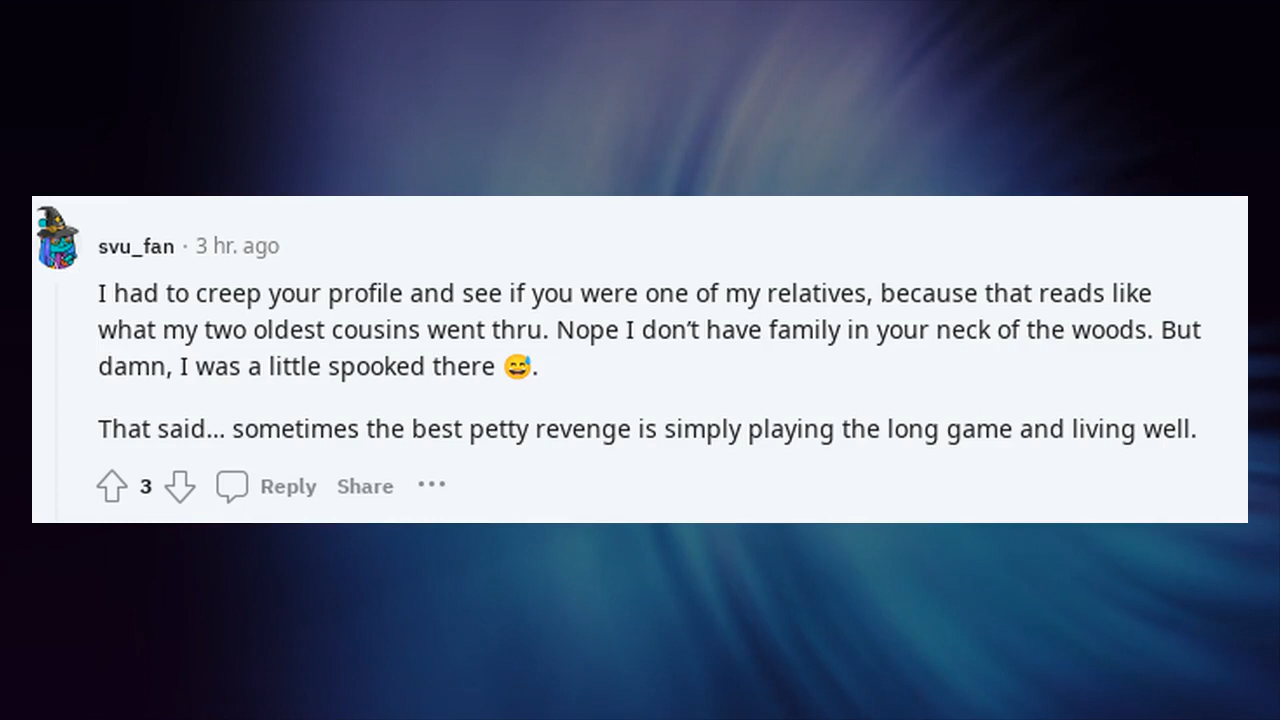 svu_fan · 3 hr. ago
I had to creep your profile and see if you were one of my relatives, because that reads like
what my two oldest cousins went thru. Nope I don’t have family in your neck of the woods. But
damn, I was a little spooked there 😅.
That said... sometimes the best petty revenge is simply playing the long game and living well.
3 Reply Share ···